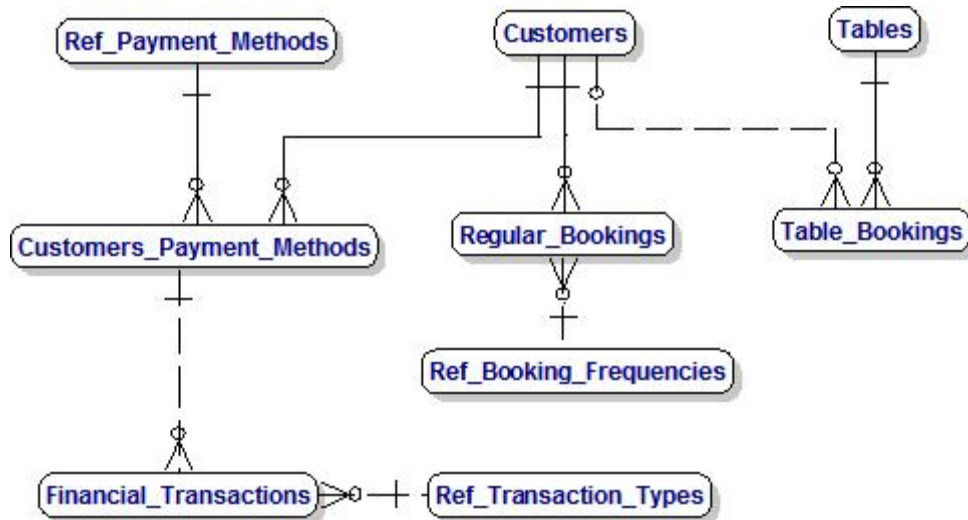 Ref_Payment_Methods
Customers
Tables
Customers_Payment_Methods
Regular_Bookings
Table_Bookings
Ref_Booking_Frequencies
Financial_Transactions
Ref_Transaction_Types